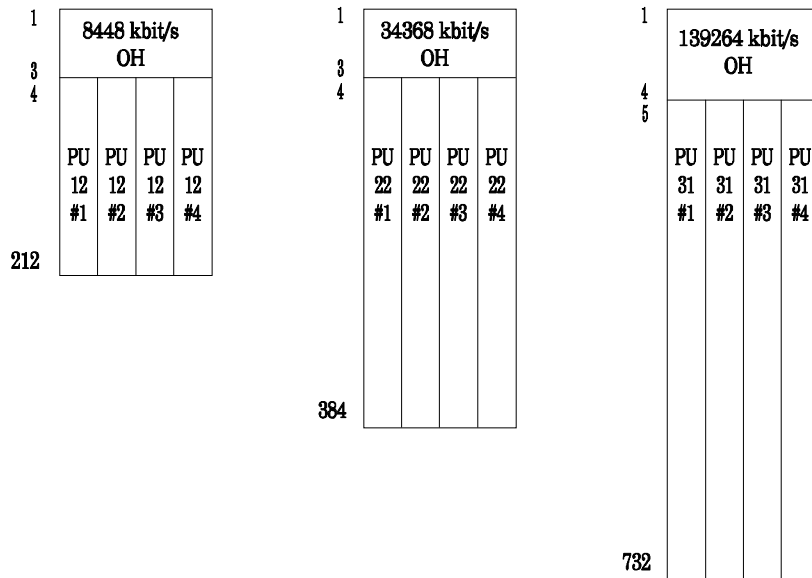 1
8448 kbit/s
OH
3
4
PU PU PU PU
12 12 12 12
#1 #2 #3 #4
212
1
34368 kbit/s
OH
3
4
PU PU PU PU
22 22 22 22
#1 #2 #3 #4
384
1
139264 kbit/s
OH
4
5
PU PU PU PU
31 31 31 31
#1 #2 #3 #4
732